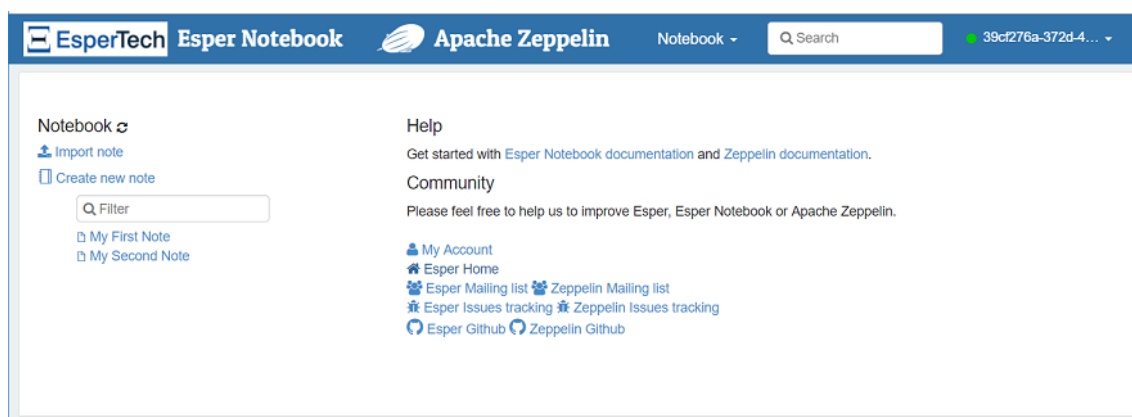 EsperTech Esper Notebook Apache Zeppelin Notebook Search 39cf276a-372d-4...
Notebook
Import note
Create new note
Filter
My First Note
My Second Note
Help
Get started with Esper Notebook documentation and Zeppelin documentation.
Community
Please feel free to help us to improve Esper, Esper Notebook or Apache Zeppelin.
My Account
Esper Home
Esper Mailing list Zeppelin Mailing list
Esper Issues tracking Zeppelin Issues tracking
Esper Github Zeppelin Github